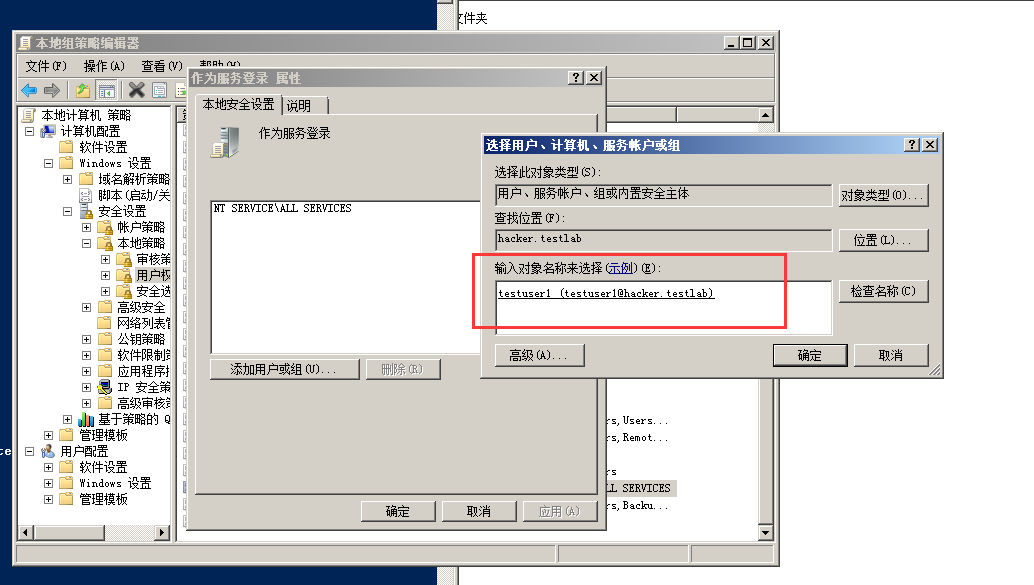 文件夹
本地组策略编辑器
文件(F) 操作(A) 查看(V) 帮助(H)
本地计算机 策略
计算机配置
软件设置
Windows 设置
域名解析策略
脚本(启动/关
安全设置
帐户策略
本地策略
审核策
用户权
安全选
高级安全
网络列表管
公钥策略
软件限制策
应用程序控
IP 安全策
高级审核策
基于策略的 Q
管理模板
用户配置
软件设置
Windows 设置
管理模板
作为服务登录 属性
本地安全设置 说明
作为服务登录
NT SERVICE\ALL SERVICES
添加用户或组(U)... 删除(R)
确定 取消 应用(A)
选择用户、计算机、服务帐户或组
选择此对象类型(S):
用户、服务帐户、组或内置安全主体
对象类型(O)...
查找位置(F):
hacker.testlab
位置(L)...
输入对象名称来选择(示例)(E):
testuser1 (testuser1@hacker.testlab)
检查名称(C)
高级(A)... 确定 取消
rs,Users...
rs,Remot...
rs
LL SERVICES
rs,Backu...
te